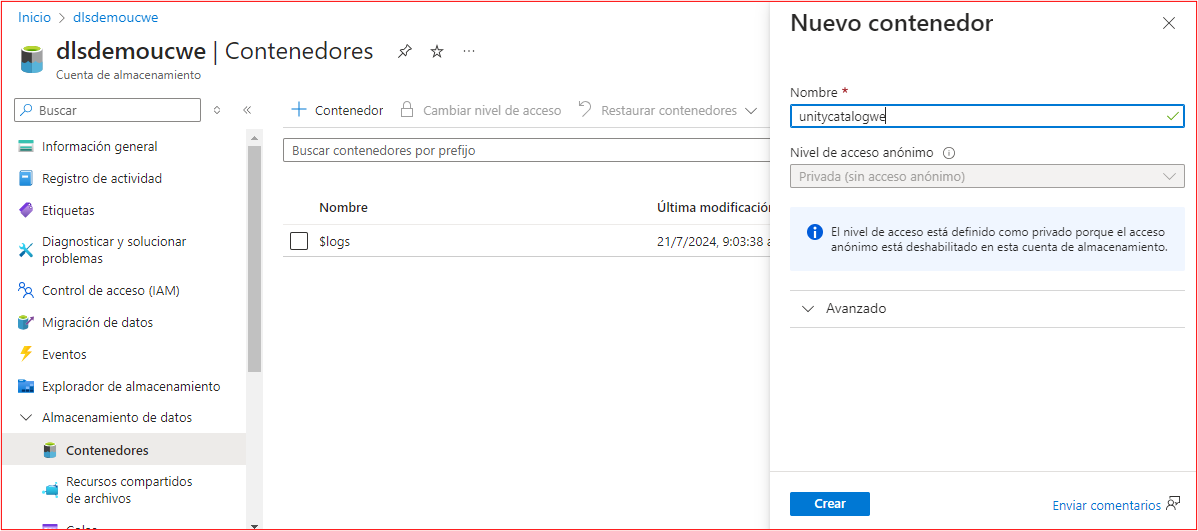 Inicio > dlsdemoucwe
dlsdemoucwe | Contenedores
Cuenta de almacenamiento
Buscar
Información general
Registro de actividad
Etiquetas
Diagnosticar y solucionar
problemas
Control de acceso (IAM)
Migración de datos
Eventos
Explorador de almacenamiento
Almacenamiento de datos
Contenedores
Recursos compartidos
de archivos
Colas
+ Contenedor Cambiar nivel de acceso Restaurar contenedores
Buscar contenedores por prefijo
Nombre Última modificación
$logs 21/7/2024, 9:03:38 a
Nuevo contenedor
Nombre *
unitycatalogwe
Nivel de acceso anónimo
Privada (sin acceso anónimo)
El nivel de acceso está definido como privado porque el acceso
anónimo está deshabilitado en esta cuenta de almacenamiento.
Avanzado
Crear
Enviar comentarios